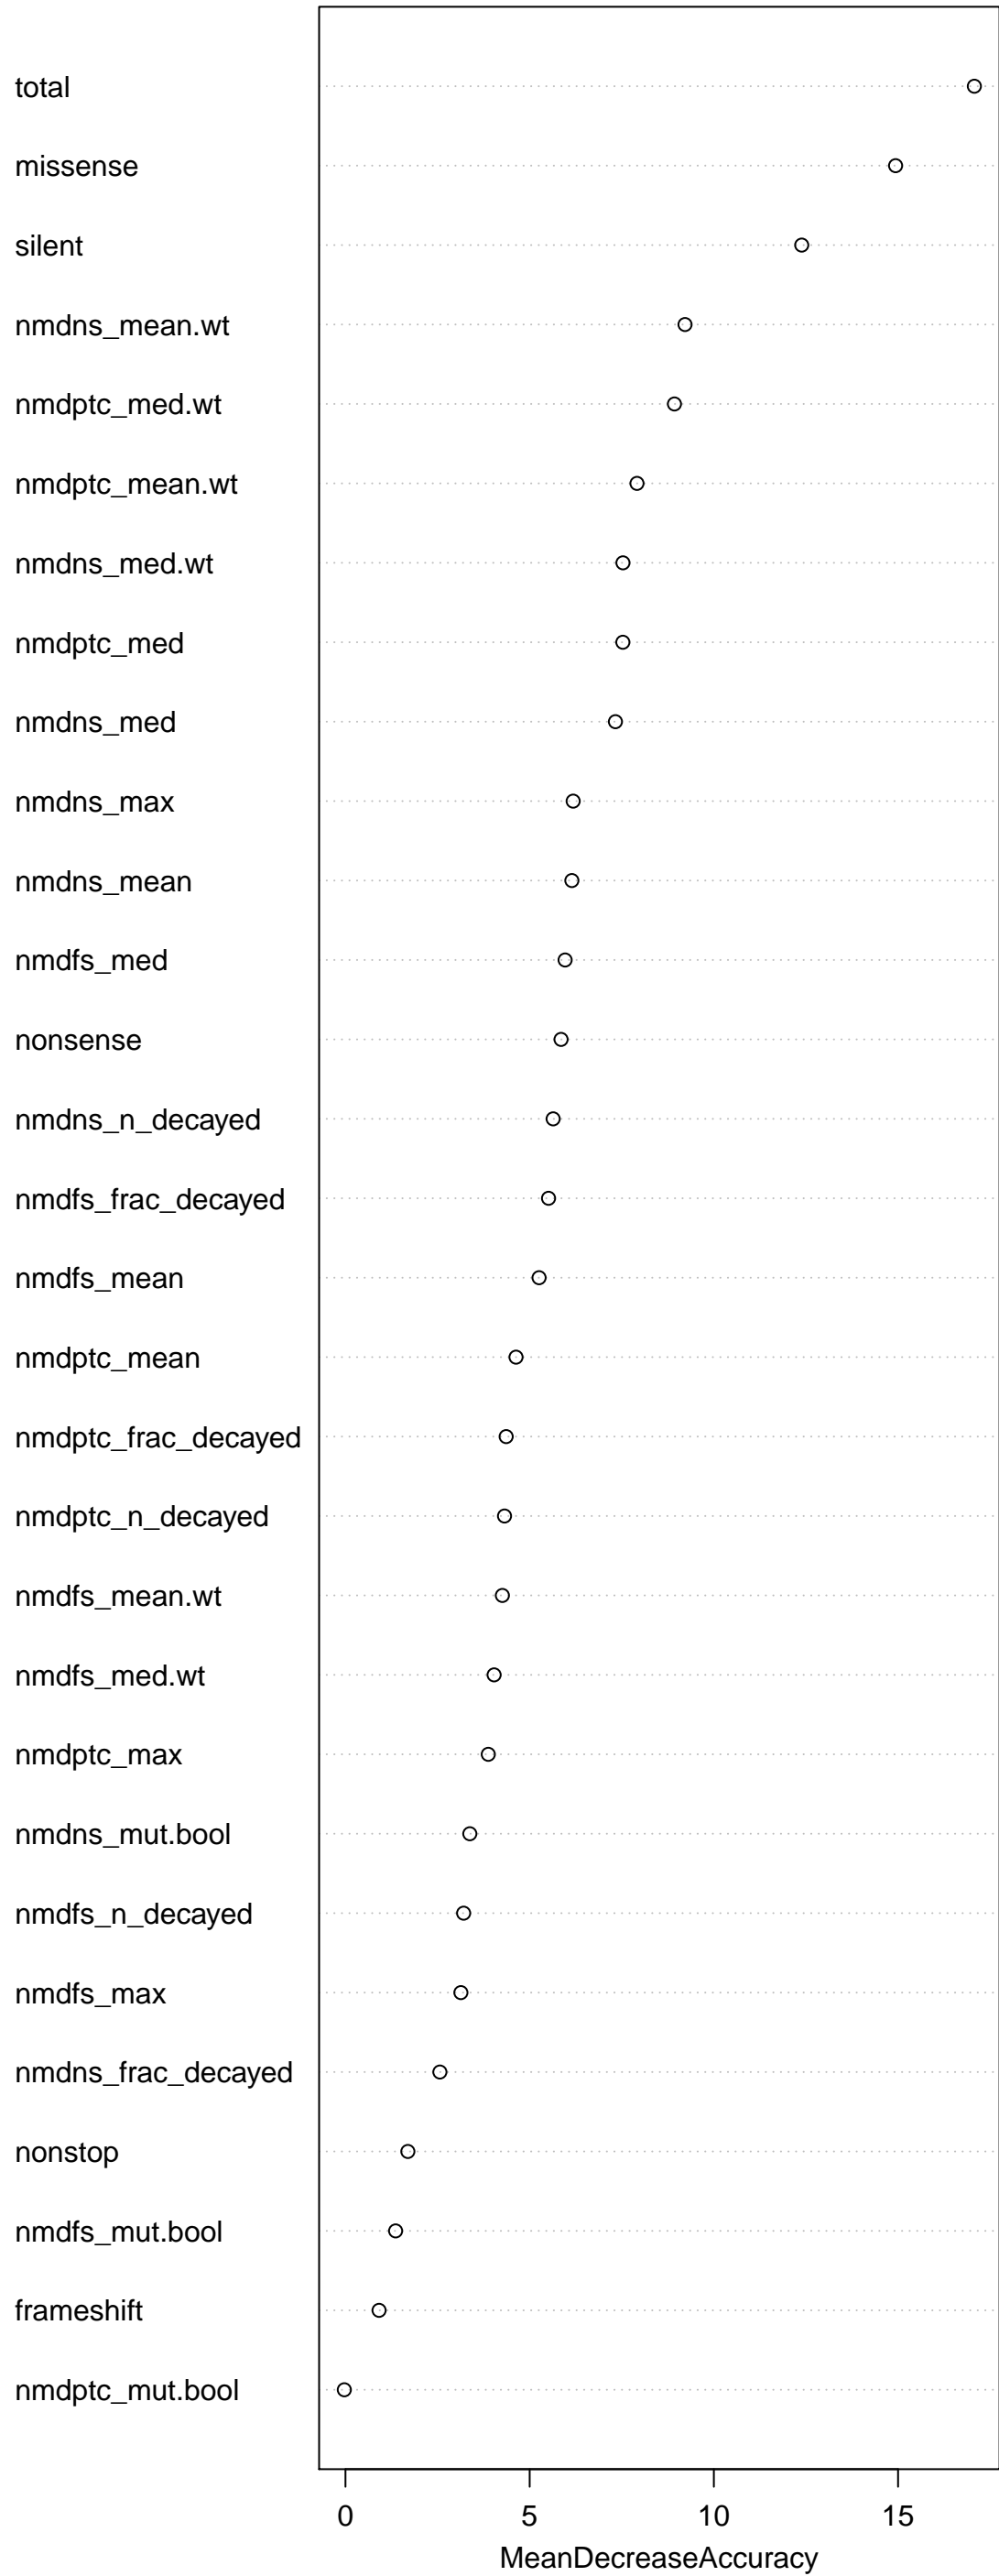 total
missense
silent
nmdns_mean.wt
nmdptc_med.wt
nmdptc_mean.wt
nmdns_med.wt
nmdptc_med
nmdns_med
nmdns_max
nmdns_mean
nmdfs_med
nonsense
nmdns_n_decayed
nmdfs_frac_decayed
nmdfs_mean
nmdptc_mean
nmdptc_frac_decayed
nmdptc_n_decayed
nmdfs_mean.wt
nmdfs_med.wt
nmdptc_max
nmdns_mut.bool
nmdfs_n_decayed
nmdfs_max
nmdns_frac_decayed
nonstop
nmdfs_mut.bool
frameshift
nmdptc_mut.bool
0 5 10 15
MeanDecreaseAccuracy